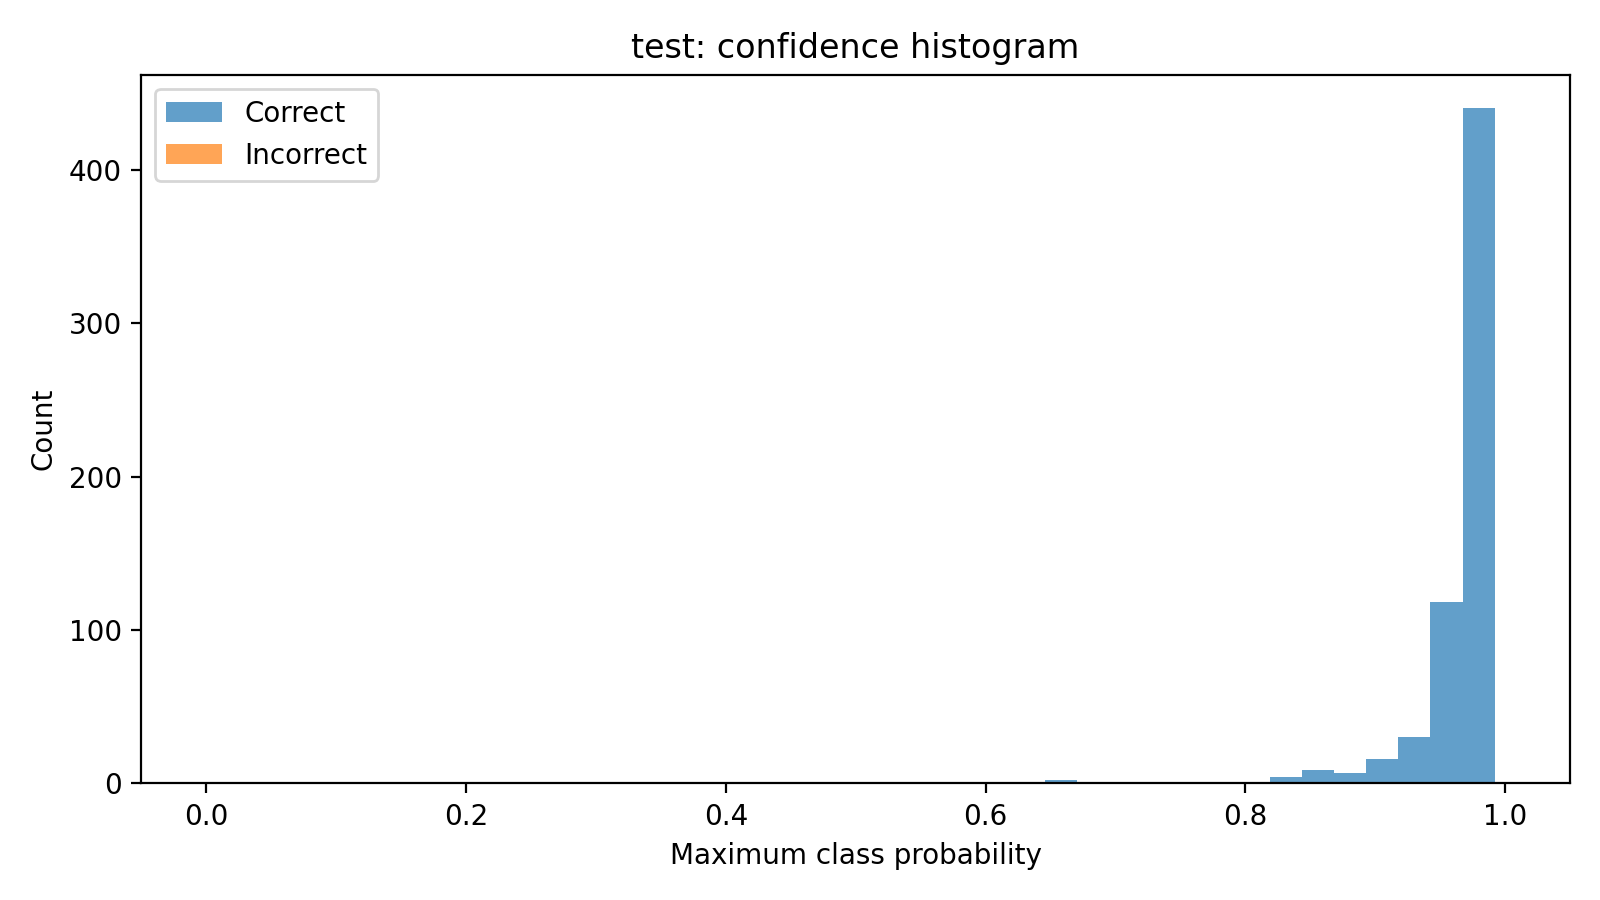 test: confidence histogram
Correct
Incorrect
400
300
200
100
0
Count
0.0 0.2 0.4 0.6 0.8 1.0
Maximum class probability